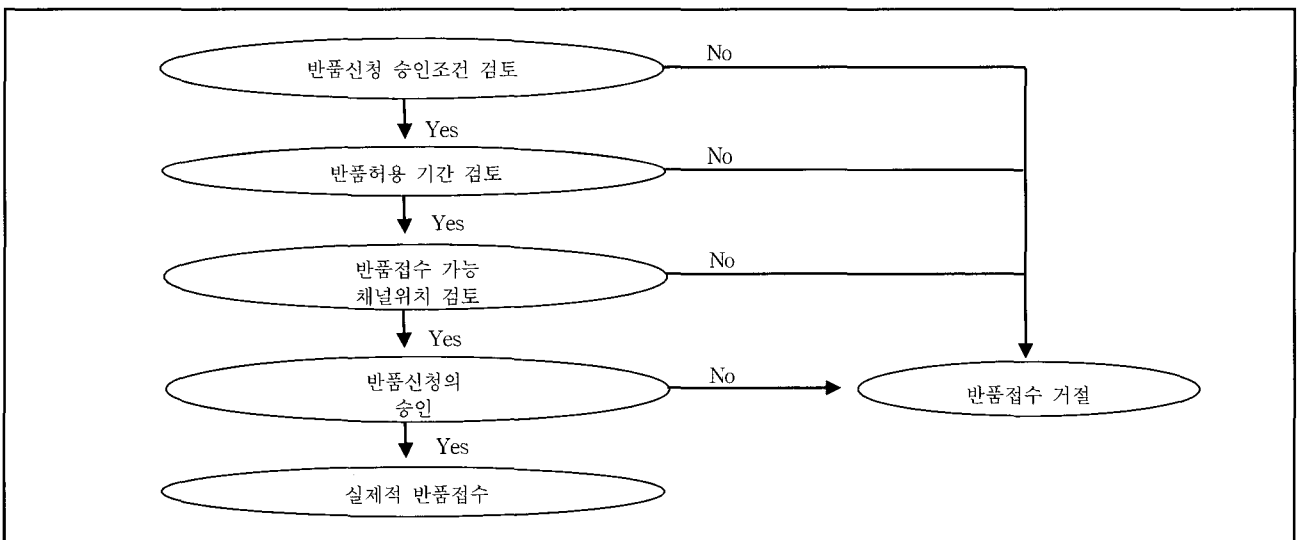 반품신청 승인조건 검토
No
Yes
반품허용 기간 검토
No
Yes
반품접수 가능
채널위치 검토
No
Yes
반품신청의
승인
No
반품접수 거절
Yes
실제적 반품접수